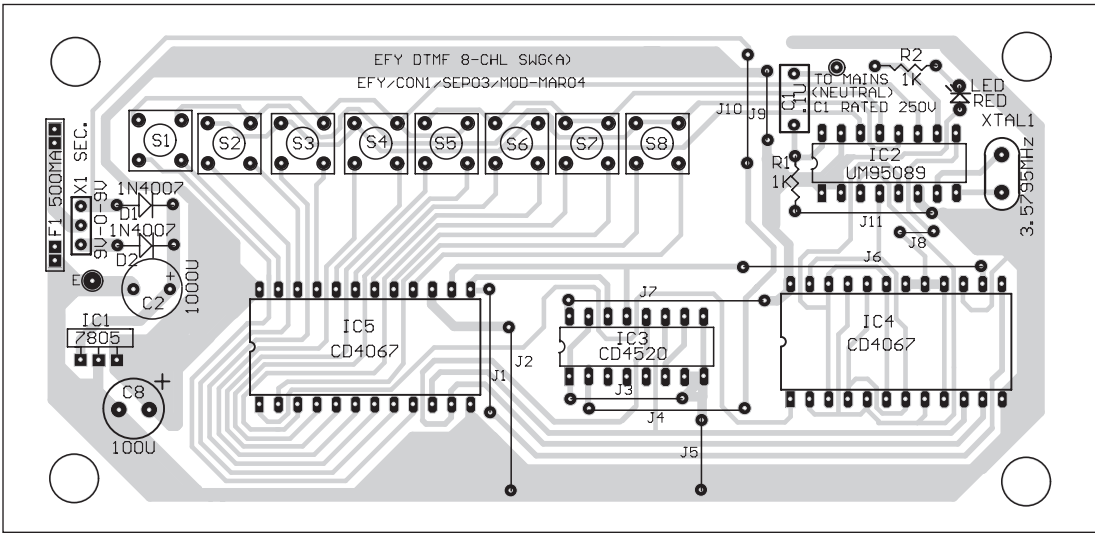 EFY DTMF 8-CHL SWG(A)
EFY/CON1/SEP03/MOD-MAR04
R2
1K
TO MAINS
(NEUTRAL)
C1 RATED 250V
C1
.1U
LED
RED
XTAL1
3.5795MHz
J10
J9
S1
S2
S3
S4
S5
S6
S7
S8
F1 500MA
X1 SEC.
9V-0-9V
1N4007
D1
1N4007
D2
E
+
C2
1000U
IC1
7805
C8
+
100U
IC5
CD4067
J1
J2
J7
IC3
CD4520
J3
J4
J5
R1
1K
IC2
UM95089
J11
J8
J6
IC4
CD4067